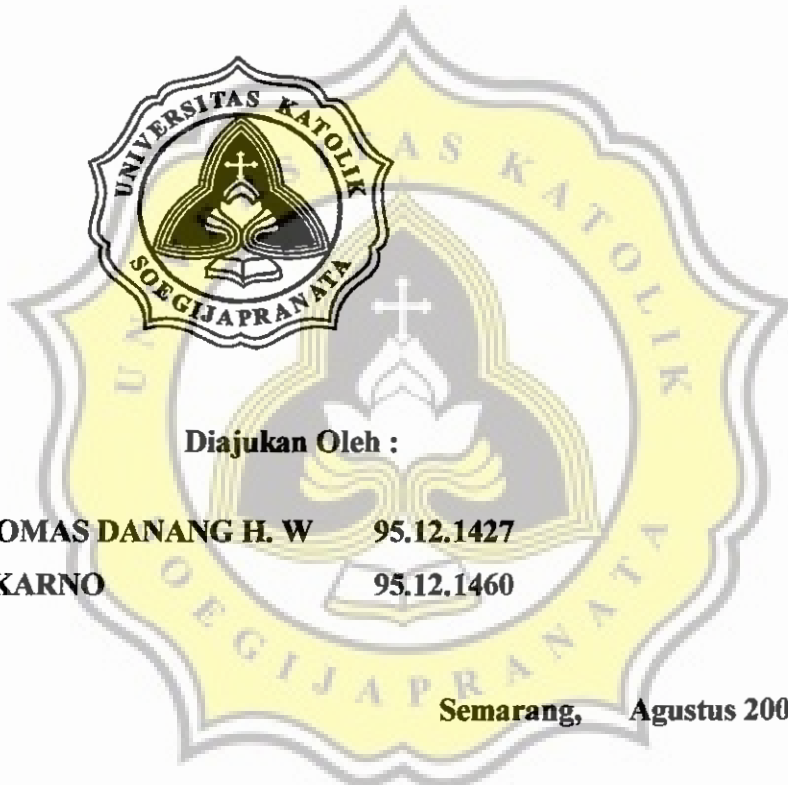 UNIVERSITAS KATOLIK
SOEGIJAPRANATA
Diajukan Oleh :
OMAS DANANG H. W 95.12.1427
KARNO 95.12.1460
Semarang, Agustus 200